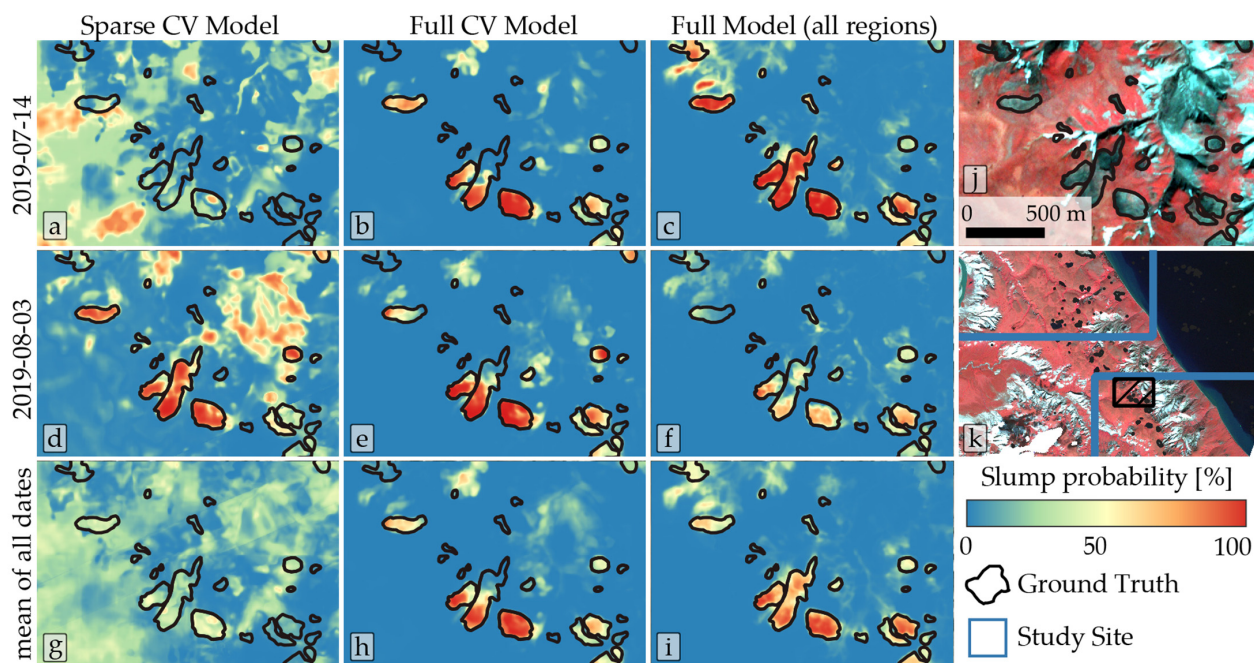 Sparse CV Model
Full CV Model
Full Model (all regions)
2019-07-14
a
b
c
j
0 500 m
2019-08-03
d
e
f
k
mean of all dates
g
h
i
Slump probability [%]
0 50 100
Ground Truth
Study Site